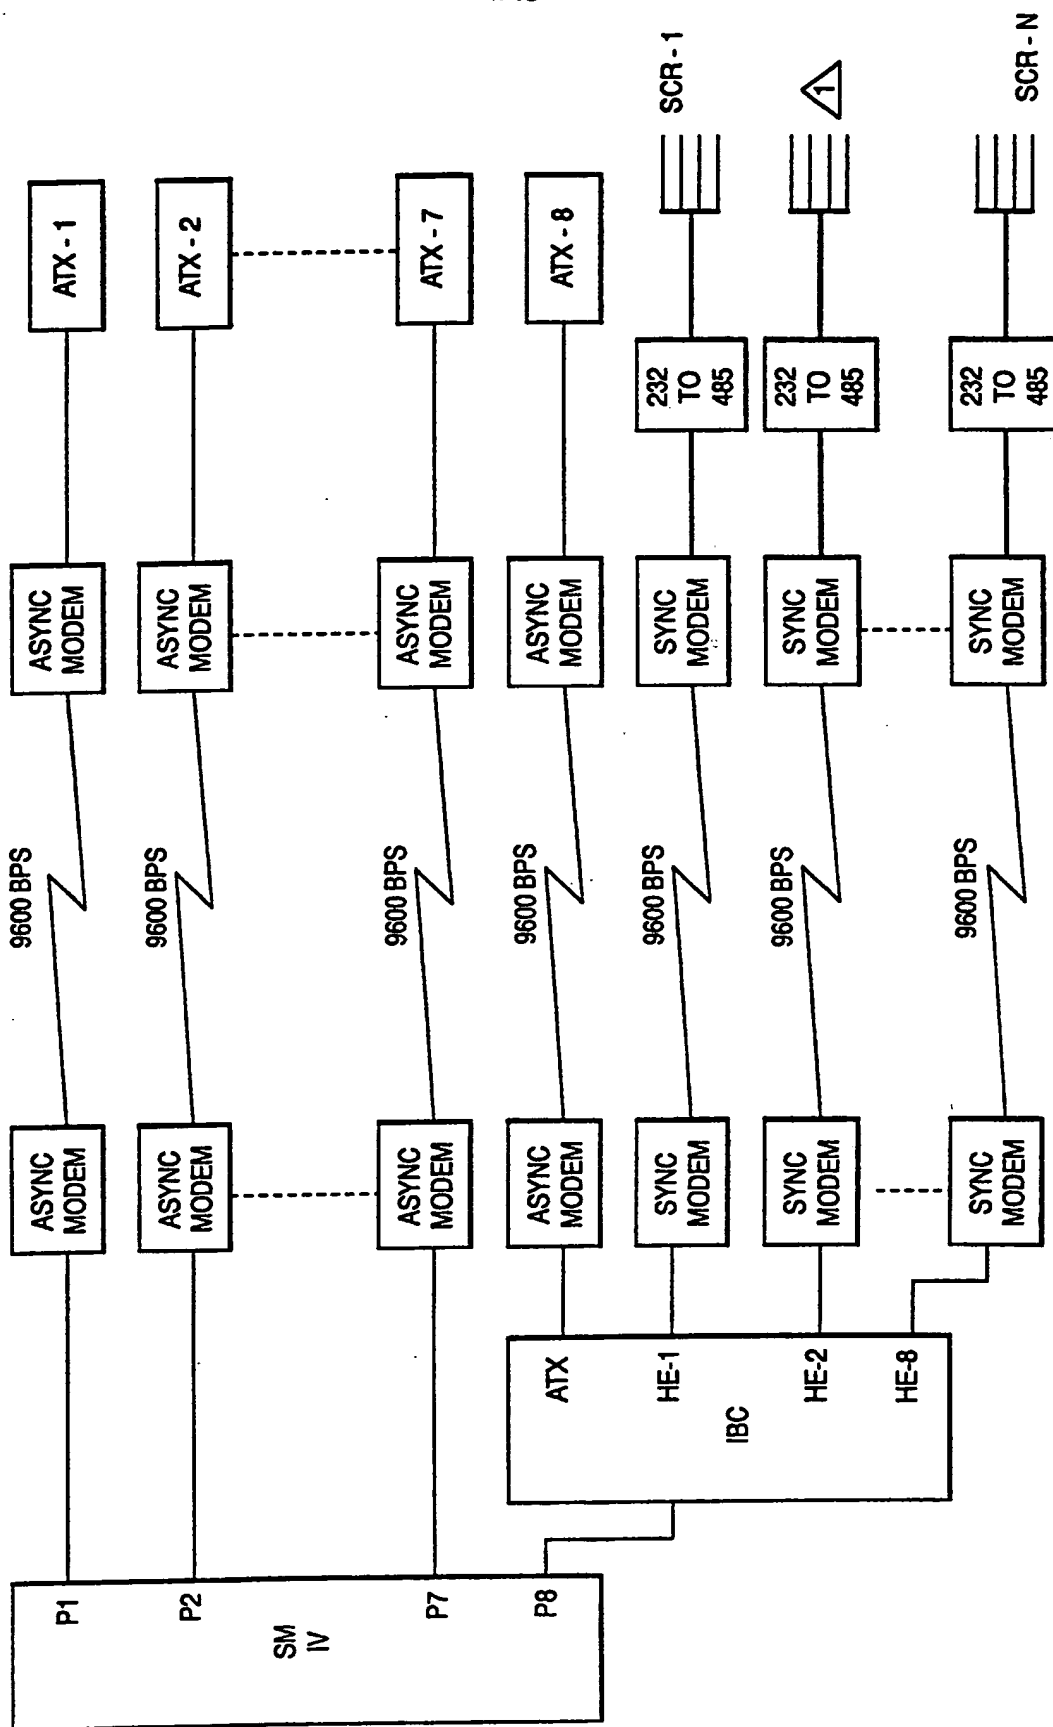 SM
IV
P1
ASYNC
MODEM
9600 BPS
ASYNC
MODEM
ATX - 1
P2
ASYNC
MODEM
9600 BPS
ASYNC
MODEM
ATX - 2
P7
ASYNC
MODEM
9600 BPS
ASYNC
MODEM
ATX - 7
P8
IBC
ATX
ASYNC
MODEM
9600 BPS
ASYNC
MODEM
ATX - 8
HE-1
SYNC
MODEM
9600 BPS
SYNC
MODEM
232
TO
485
SCR - 1
HE-2
SYNC
MODEM
9600 BPS
SYNC
MODEM
232
TO
485
1
HE-8
SYNC
MODEM
9600 BPS
SYNC
MODEM
232
TO
485
SCR - N